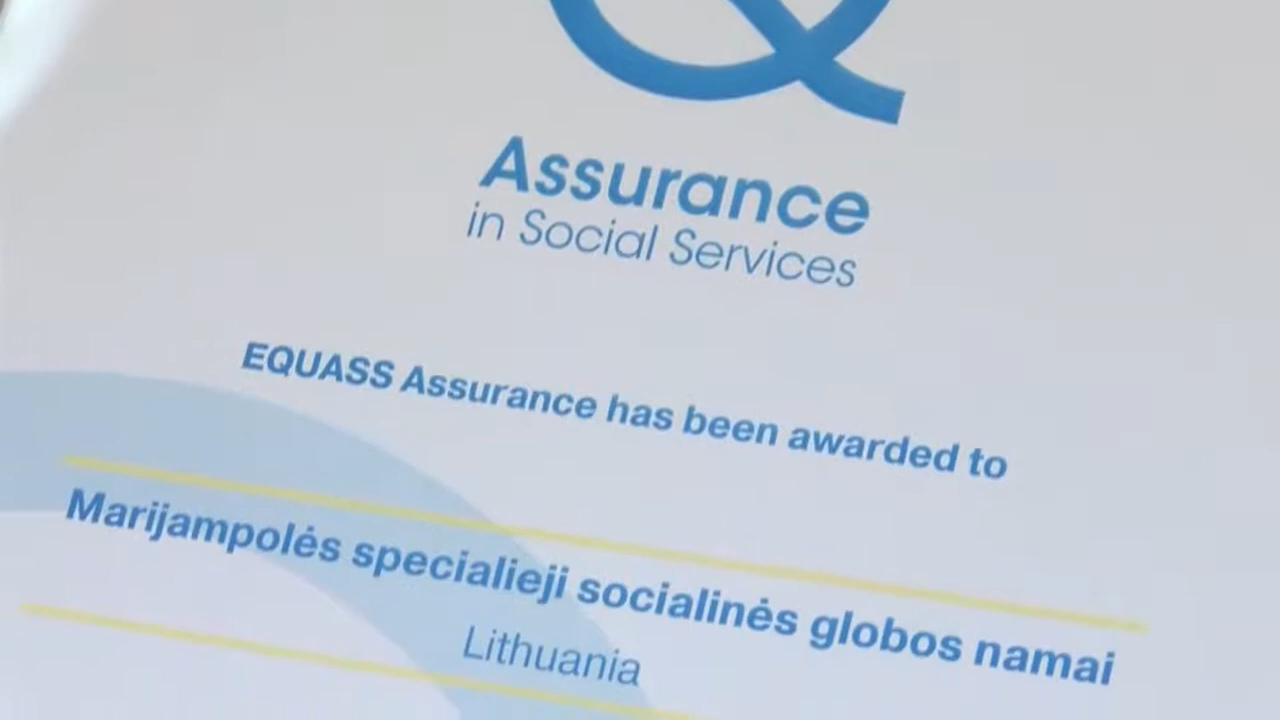 Assurance
in Social Services
EQUASS Assurance has been awarded to
Marijampolės specialieji socialinės globos namai
Lithuania